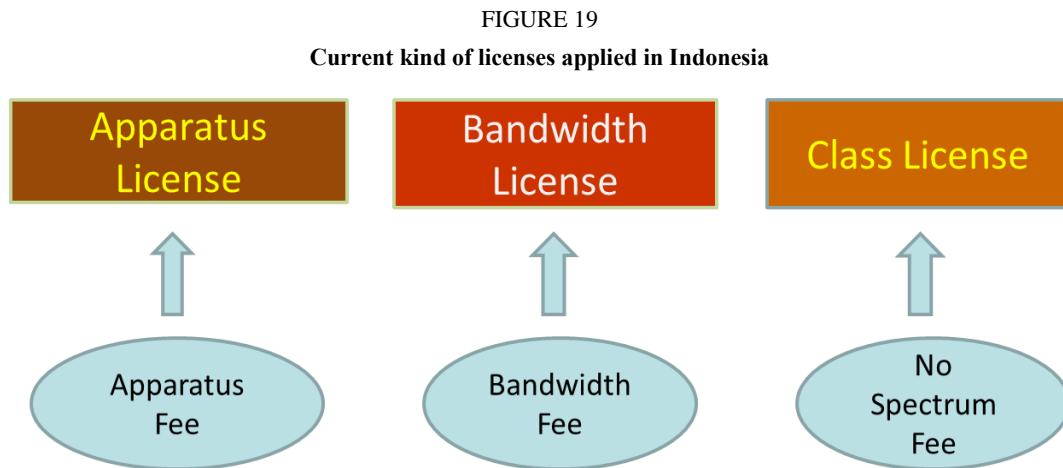 FIGURE 19
Current kind of licenses applied in Indonesia
Apparatus
License
Bandwidth
License
Class License
Apparatus
Fee
Bandwidth
Fee
No
Spectrum
Fee